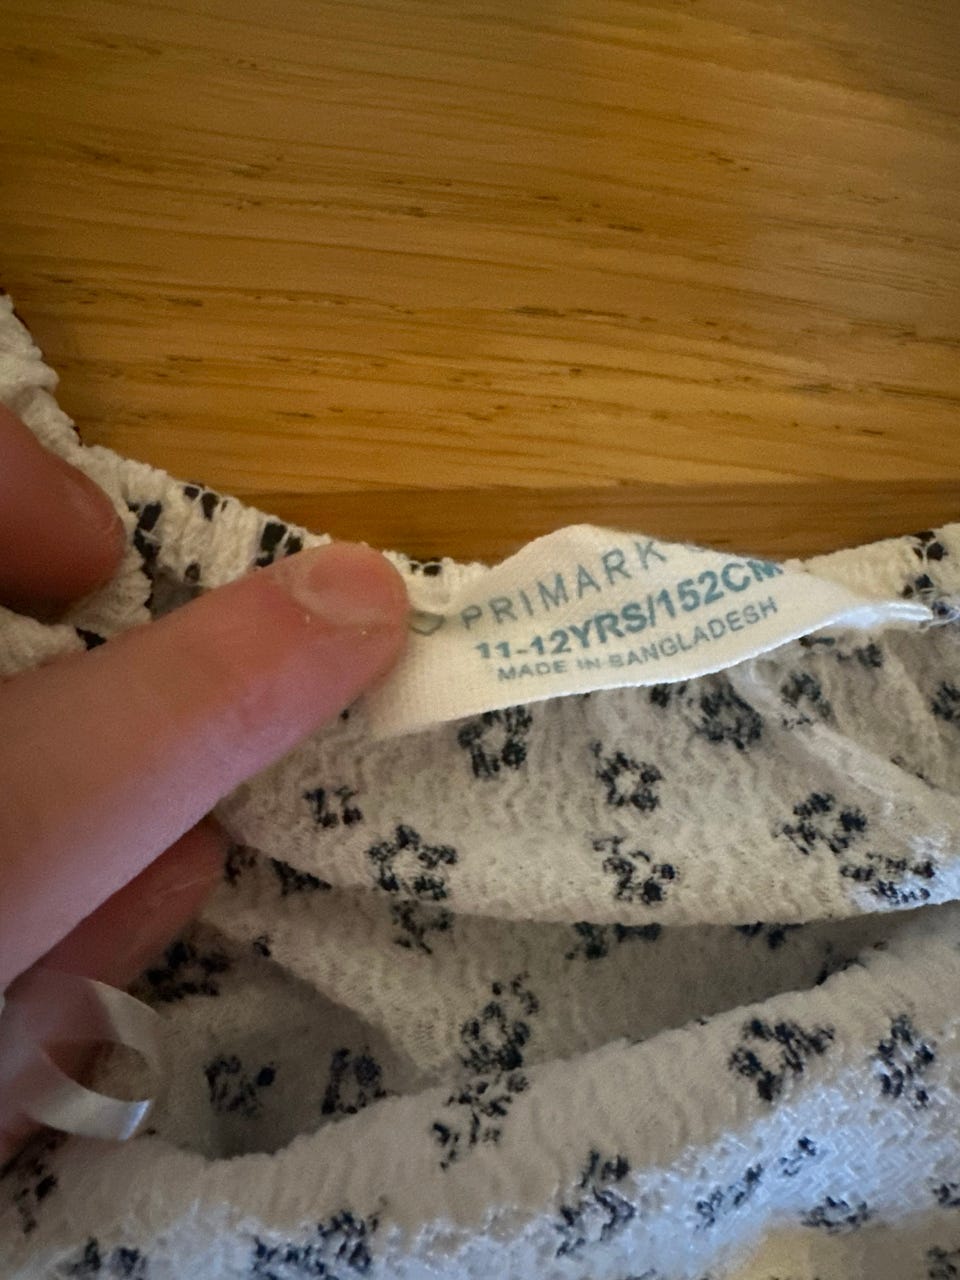 PRIMARK
11-12YRS/152CM
MADE IN BANGLADESH